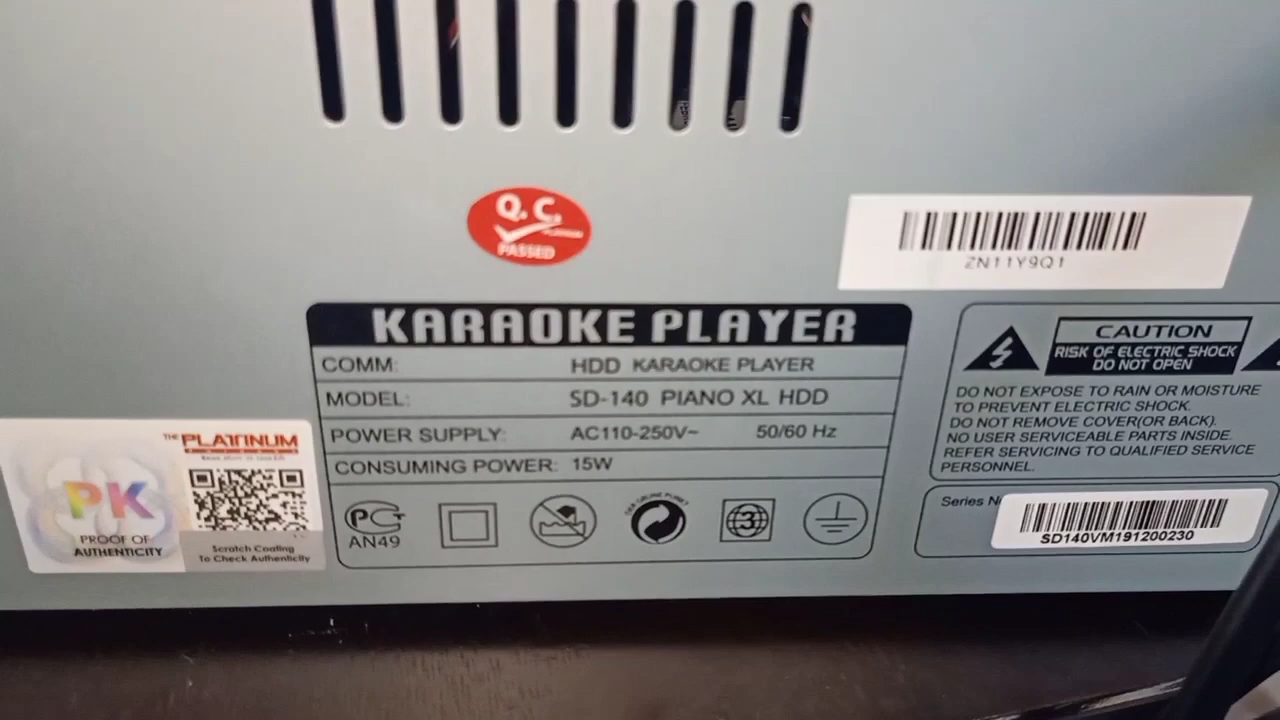 Q.C.
PASSED
ZN11Y9Q1
KARAOKE PLAYER
COMM: HDD KARAOKE PLAYER
MODEL: SD-140 PIANO XL HDD
POWER SUPPLY: AC110-250V~ 50/60 Hz
CONSUMING POWER: 15W
AN49
3
CAUTION
RISK OF ELECTRIC SHOCK
DO NOT OPEN
DO NOT EXPOSE TO RAIN OR MOISTURE
TO PREVENT ELECTRIC SHOCK.
DO NOT REMOVE COVER(OR BACK).
NO USER SERVICEABLE PARTS INSIDE.
REFER SERVICING TO QUALIFIED SERVICE
PERSONNEL.
Series
SD140VM191200230
THE PLATINUM
KARAOKE
PK
PROOF OF
AUTHENTICITY
Scratch Coating
To Check Authenticity